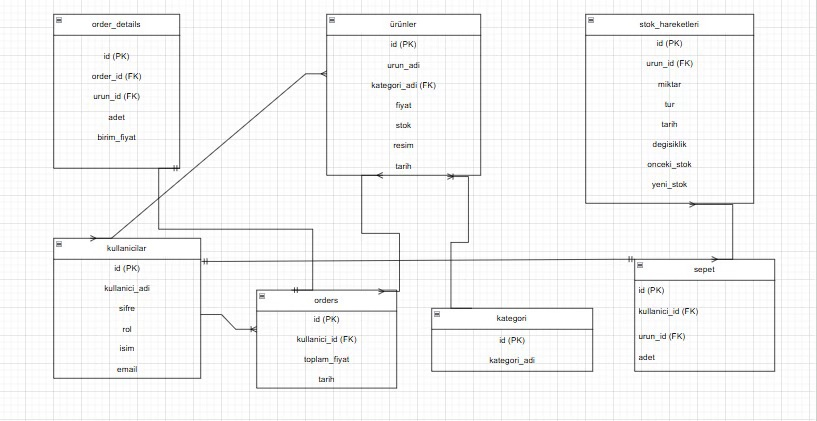 order_details
id (PK)
order_id (FK)
urun_id (FK)
adet
birim_fiyat
ürünler
id (PK)
urun_adi
kategori_adi (FK)
fiyat
stok
resim
tarih
stok_hareketleri
id (PK)
urun_id (FK)
miktar
tur
tarih
degisiklik
onceki_stok
yeni_stok
kullanicilar
id (PK)
kullanici_adi
sifre
rol
isim
email
orders
id (PK)
kullanici_id (FK)
toplam_fiyat
tarih
kategori
id (PK)
kategori_adi
sepet
id (PK)
kullanici_id (FK)
urun_id (FK)
adet